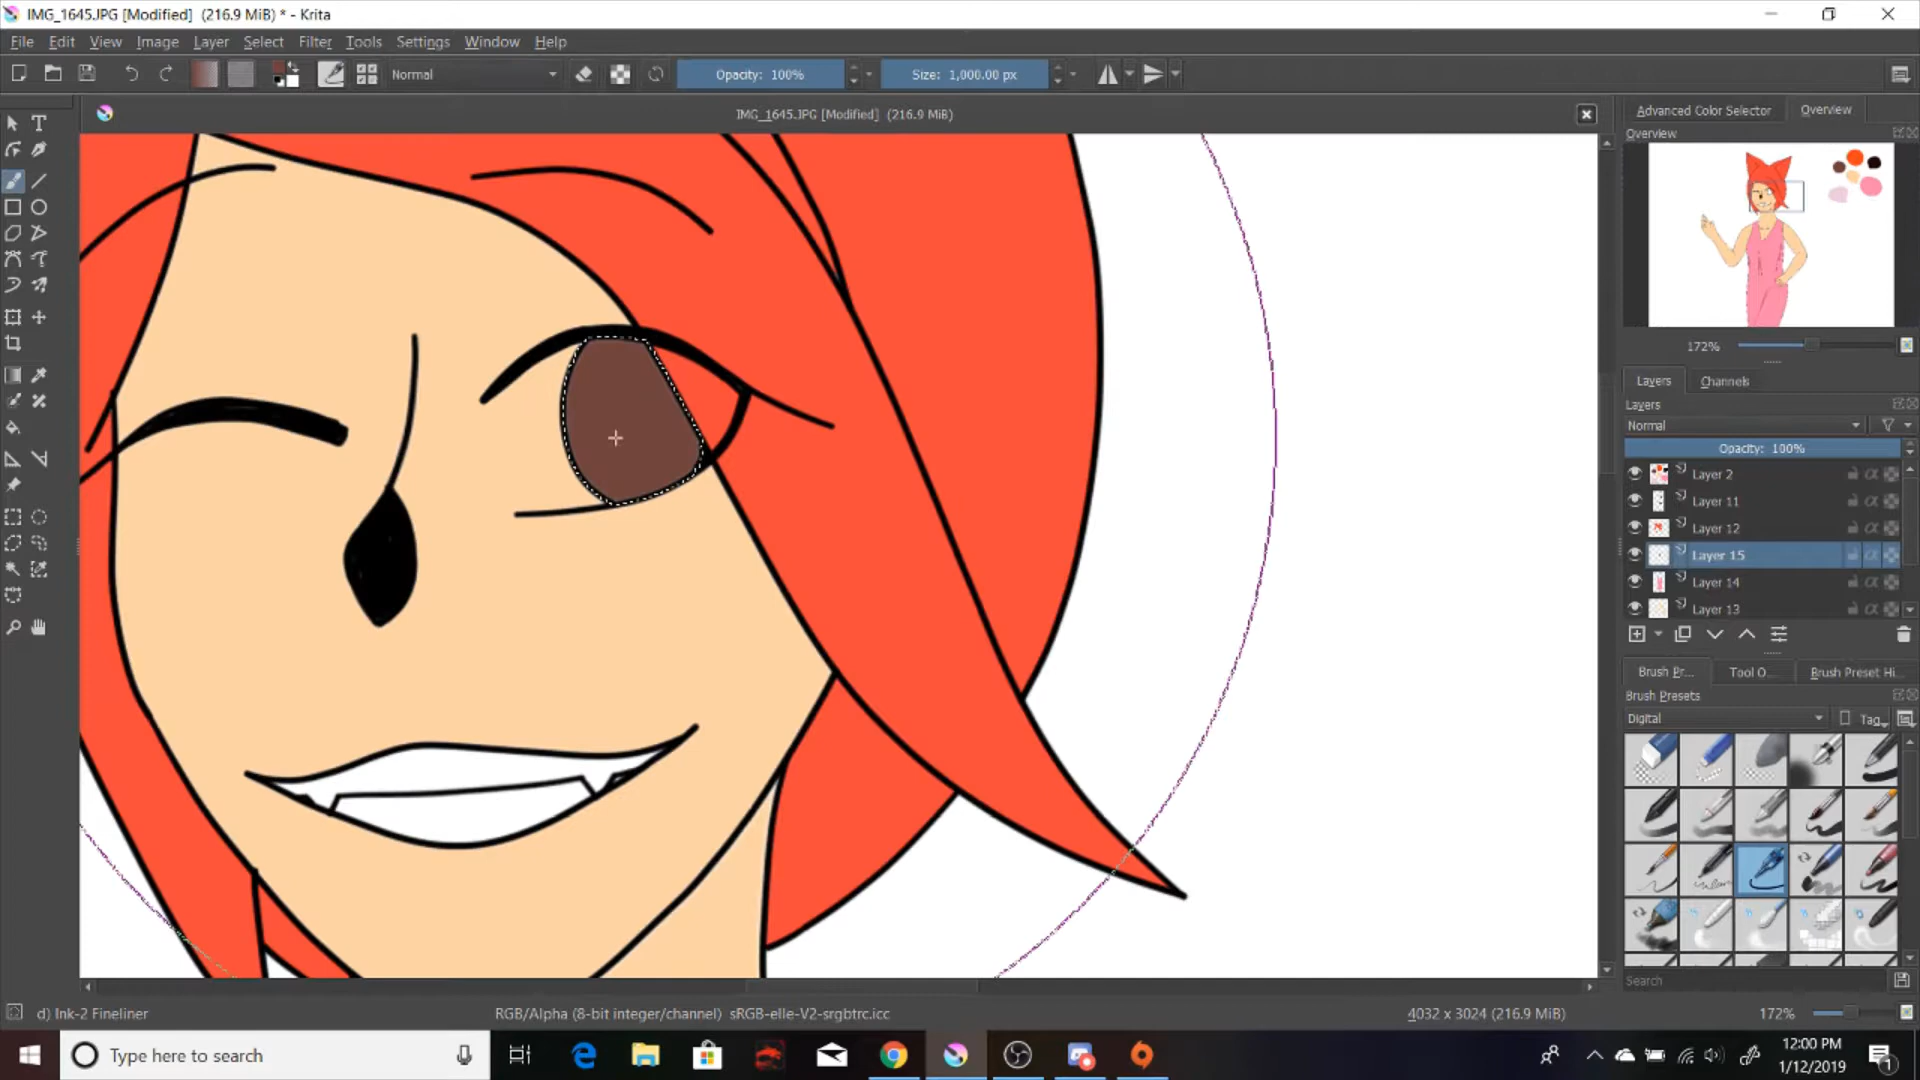 IMG_1645.JPG [Modified] (216.9 MiB) * - Krita
File Edit View Image Layer Select Filter Tools Settings Window Help
Normal Opacity: 100% Size: 1,000.00 px
IMG_1645.JPG [Modified] (216.9 MiB)
Advanced Color Selector Overview
Overview
172%
Layers Channels
Layers
Normal
Opacity: 100%
Layer 2
Layer 11
Layer 12
Layer 15
Layer 14
Layer 13
Brush Pr... Tool O... Brush Preset Hi...
Brush Presets
Digital Tag
Search
d) Ink-2 Fineliner RGB/Alpha (8-bit integer/channel) sRGB-elle-V2-srgbtrc.icc 4032 x 3024 (216.9 MiB) 172%
Type here to search 12:00 PM
1/12/2019 1